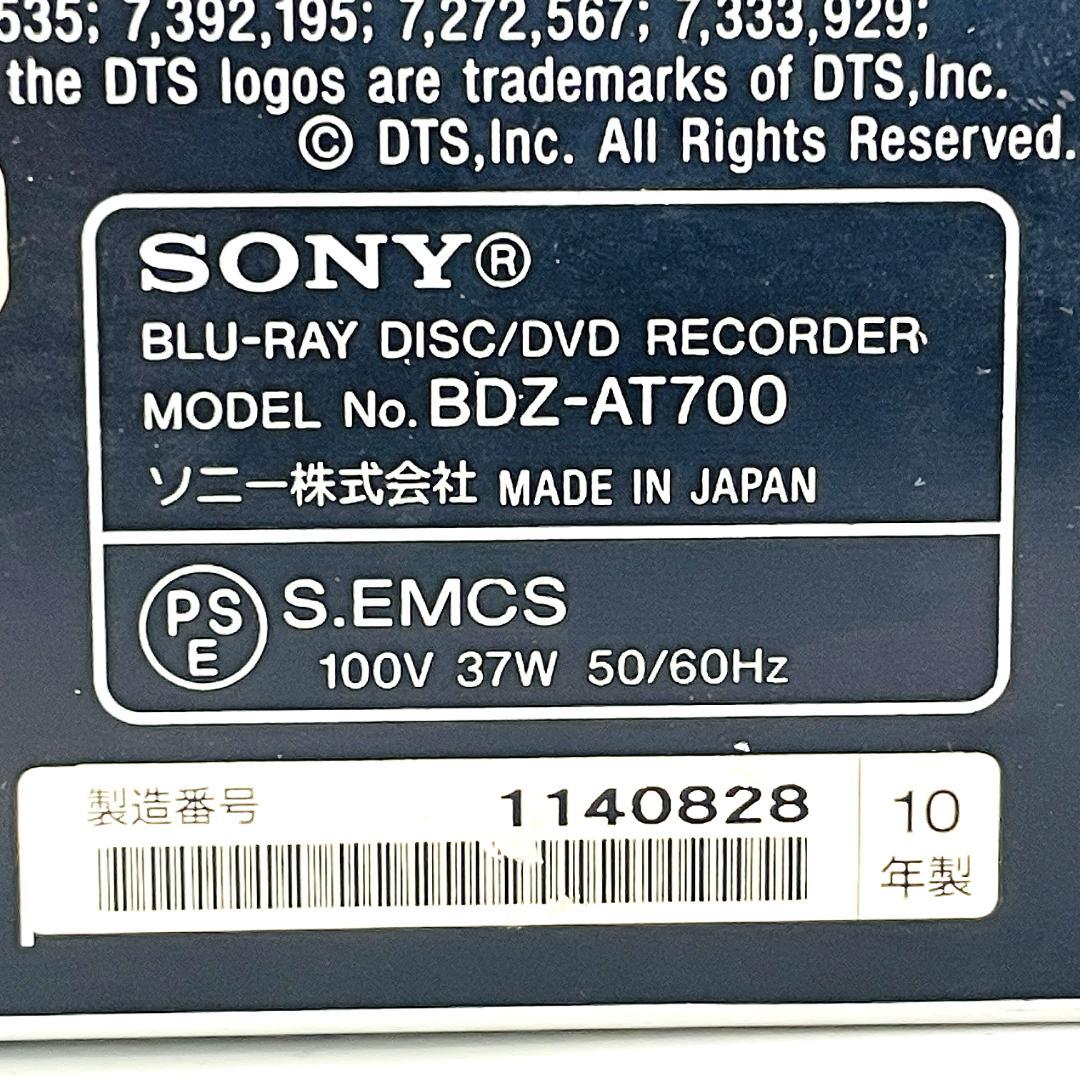 535; 7,392,195; 7,272,567; 7,333,929;
the DTS logos are trademarks of DTS,Inc.
© DTS,Inc. All Rights Reserved.
SONY®
BLU-RAY DISC/DVD RECORDER
MODEL No. BDZ-AT700
ソニー株式会社 MADE IN JAPAN
PSE S.EMCS
100V 37W 50/60Hz
製造番号 1140828
10
年製